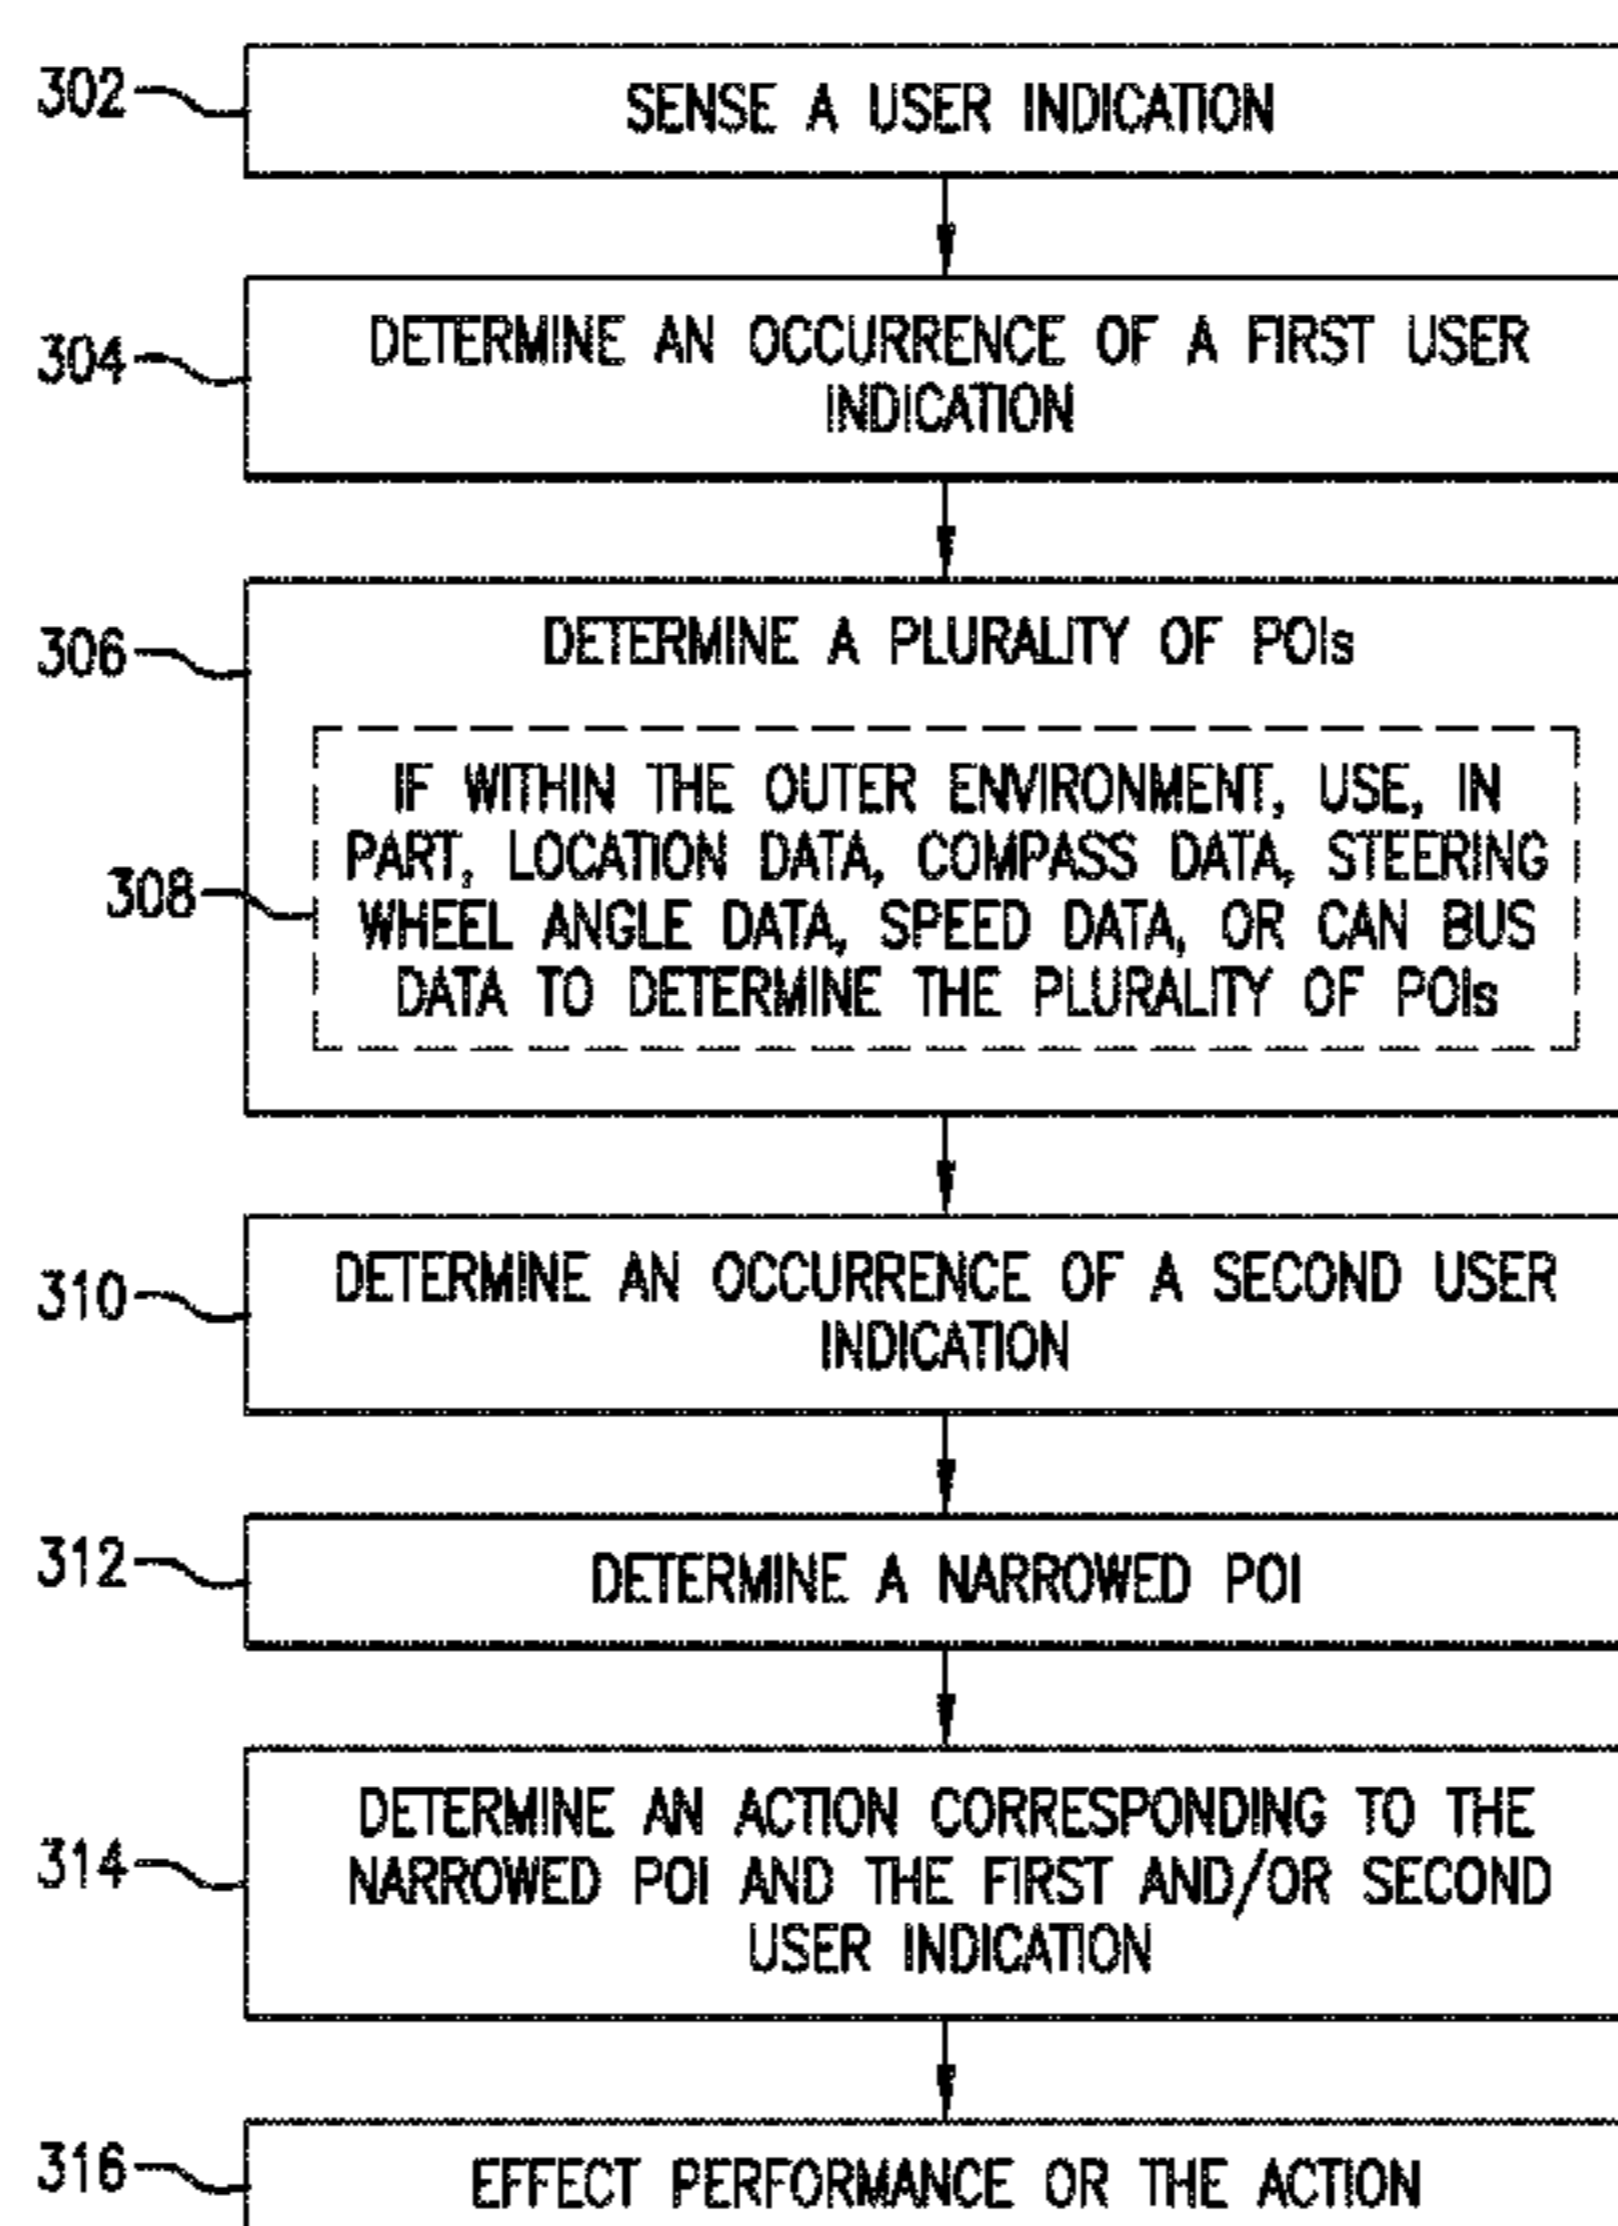 302
SENSE A USER INDICATION
304
DETERMINE AN OCCURRENCE OF A FIRST USER
INDICATION
306
DETERMINE A PLURALITY OF POIs
308
IF WITHIN THE OUTER ENVIRONMENT, USE, IN
PART, LOCATION DATA, COMPASS DATA, STEERING
WHEEL ANGLE DATA, SPEED DATA, OR CAN BUS
DATA TO DETERMINE THE PLURALITY OF POIs
310
DETERMINE AN OCCURRENCE OF A SECOND USER
INDICATION
312
DETERMINE A NARROWED POI
314
DETERMINE AN ACTION CORRESPONDING TO THE
NARROWED POI AND THE FIRST AND/OR SECOND
USER INDICATION
316
EFFECT PERFORMANCE OR THE ACTION